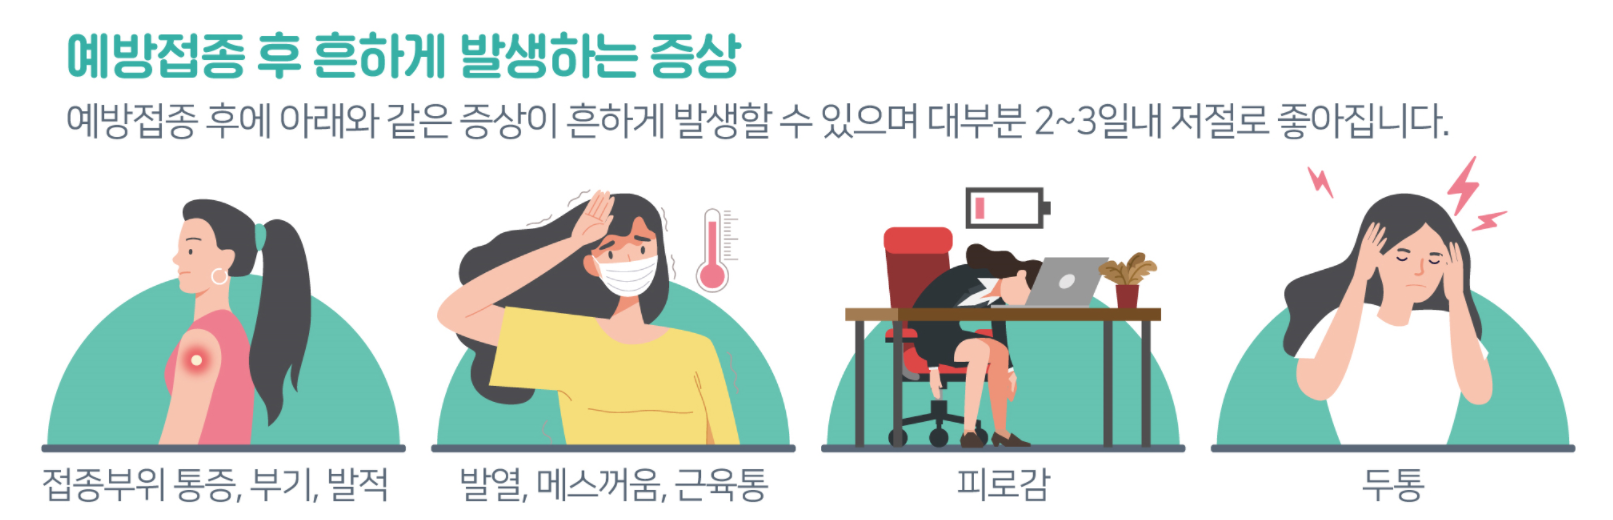 예방접종 후 흔하게 발생하는 증상
예방접종 후에 아래와 같은 증상이 흔하게 발생할 수 있으며 대부분 2~3일내 저절로 좋아집니다.
접종부위 통증, 부기, 발적
발열, 메스꺼움, 근육통
피로감
두통